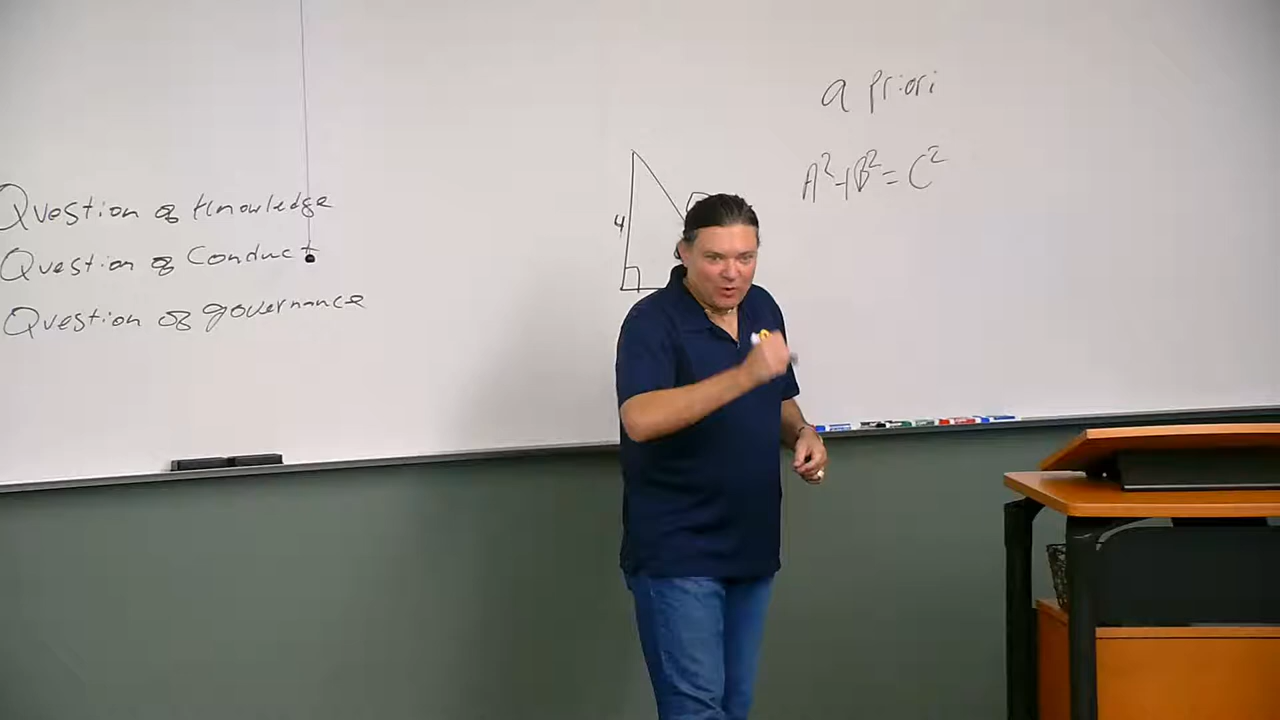 Question of Knowledge
Question of Conduct
Question of governance
4
a priori
A²+B²=C²